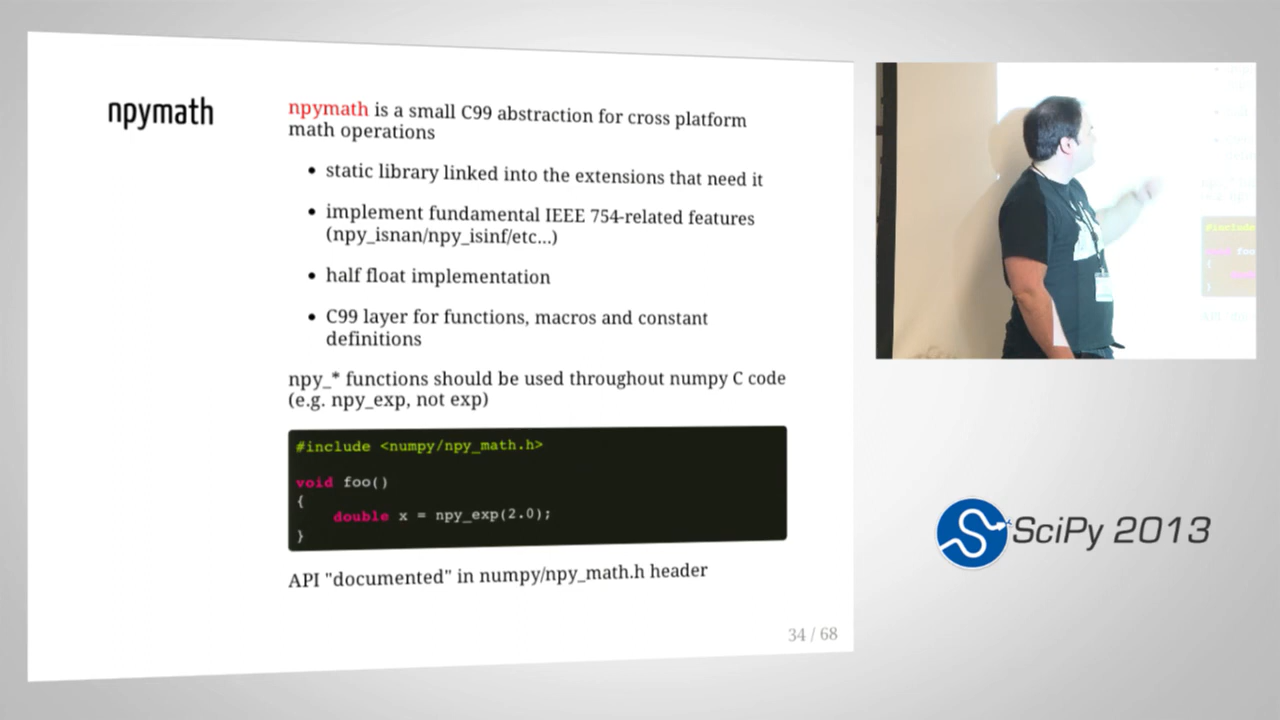 npymath
npymath is a small C99 abstraction for cross platform
math operations
• static library linked into the extensions that need it
• implement fundamental IEEE 754-related features
(npy_isnan/npy_isinf/etc...)
• half float implementation
• C99 layer for functions, macros and constant
definitions
npy_* functions should be used throughout numpy C code
(e.g. npy_exp, not exp)
#include <numpy/npy_math.h>
void foo()
{
double x = npy_exp(2.0);
}
API "documented" in numpy/npy_math.h header
34 / 68
#include
foo
{
}
SciPy 2013